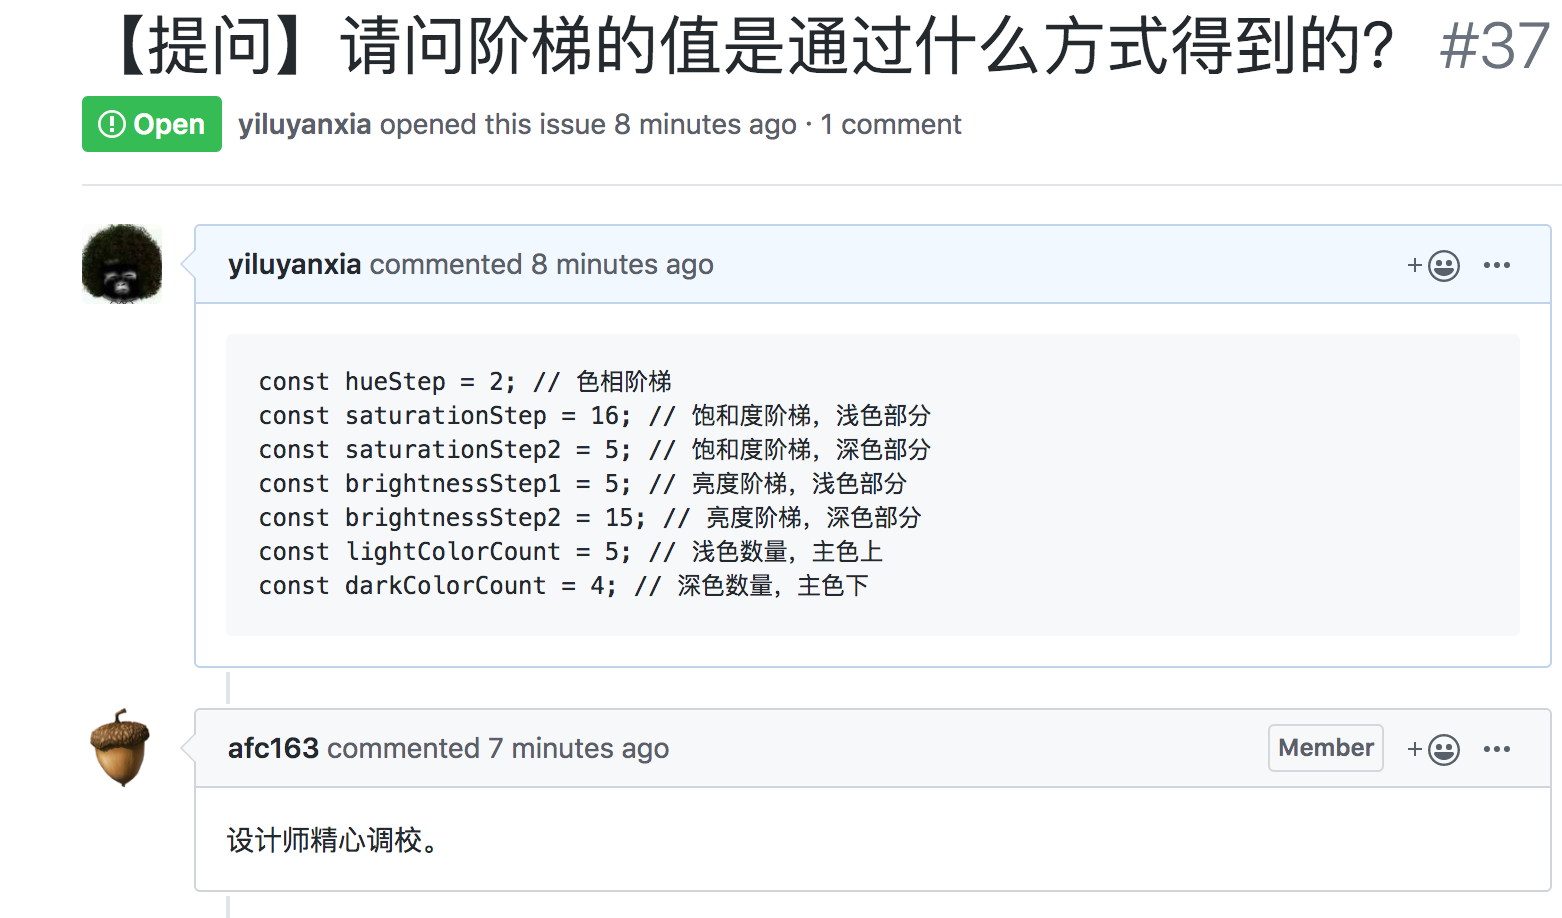 【提问】请问阶梯的值是通过什么方式得到的? #37
Open yiluyanxia opened this issue 8 minutes ago · 1 comment
yiluyanxia commented 8 minutes ago
const hueStep = 2; // 色相阶梯
const saturationStep = 16; // 饱和度阶梯，浅色部分
const saturationStep2 = 5; // 饱和度阶梯，深色部分
const brightnessStep1 = 5; // 亮度阶梯，浅色部分
const brightnessStep2 = 15; // 亮度阶梯，深色部分
const lightColorCount = 5; // 浅色数量，主色上
const darkColorCount = 4; // 深色数量，主色下
afc163 commented 7 minutes ago Member
设计师精心调校。